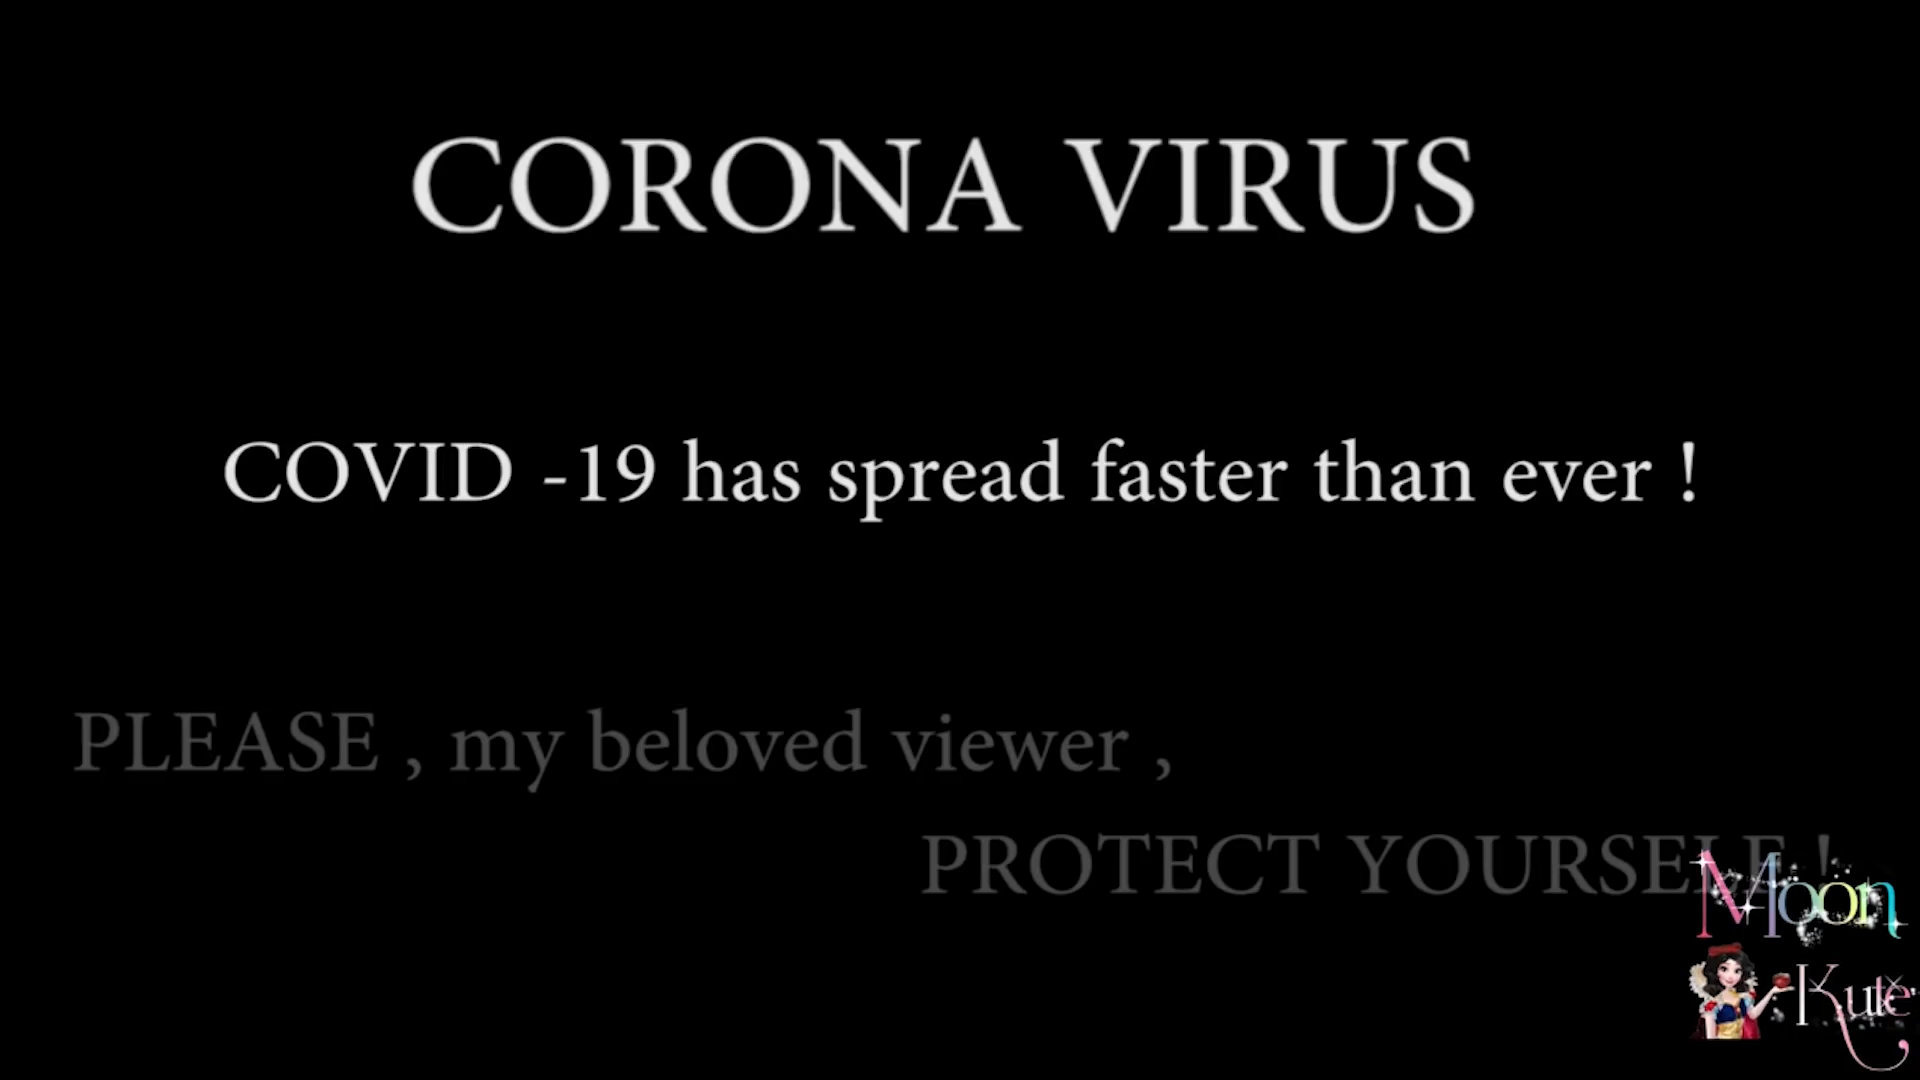 CORONA VIRUS
COVID -19 has spread faster than ever !
PLEASE , my beloved viewer ,
PROTECT YOURSELF !
Moon
Kute